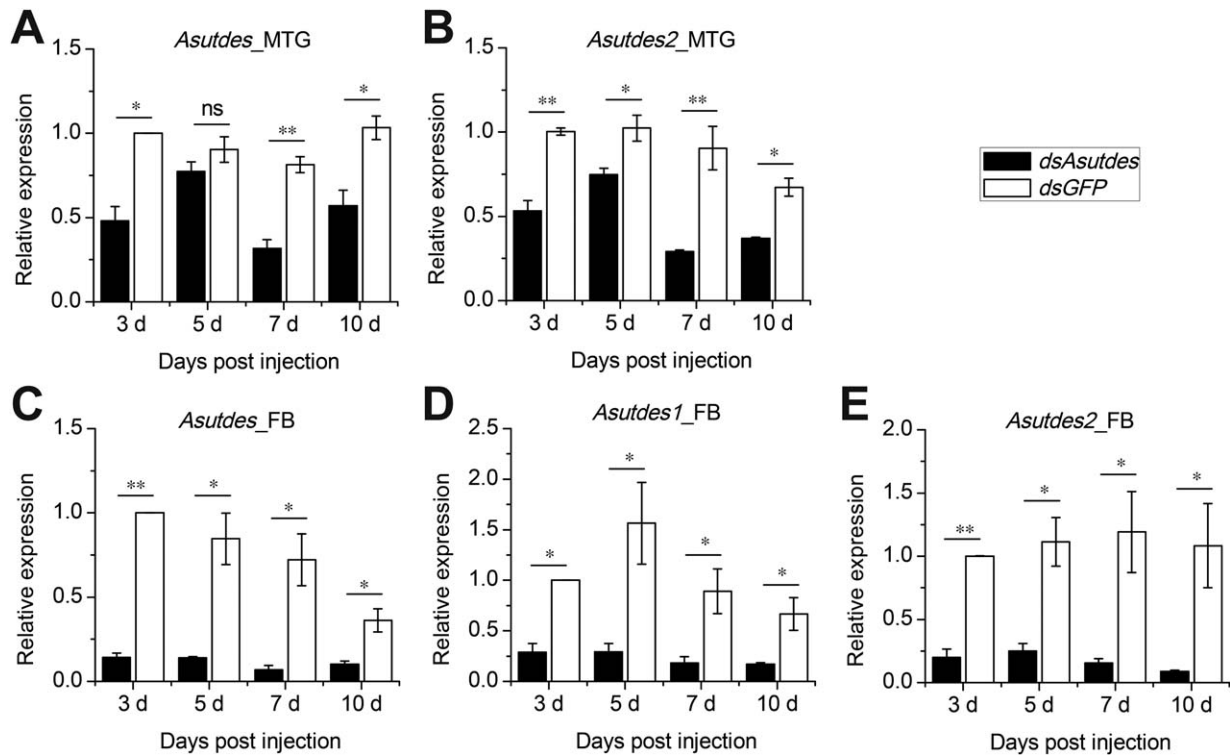 A
Asutdes_MTG
Relative expression
1.5
1.0
0.5
0.0
*
ns
**
*
3 d 5 d 7 d 10 d
Days post injection
B
Asutdes2_MTG
Relative expression
1.5
1.0
0.5
0.0
**
*
**
*
3 d 5 d 7 d 10 d
Days post injection
dsAsutdes
dsGFP
C
Asutdes_FB
Relative expression
1.5
1.0
0.5
0.0
**
*
*
*
3 d 5 d 7 d 10 d
Days post injection
D
Asutdes1_FB
Relative expression
2.5
2.0
1.5
1.0
0.5
0.0
*
*
*
*
3 d 5 d 7 d 10 d
Days post injection
E
Asutdes2_FB
Relative expression
2.0
1.5
1.0
0.5
0.0
**
*
*
*
3 d 5 d 7 d 10 d
Days post injection